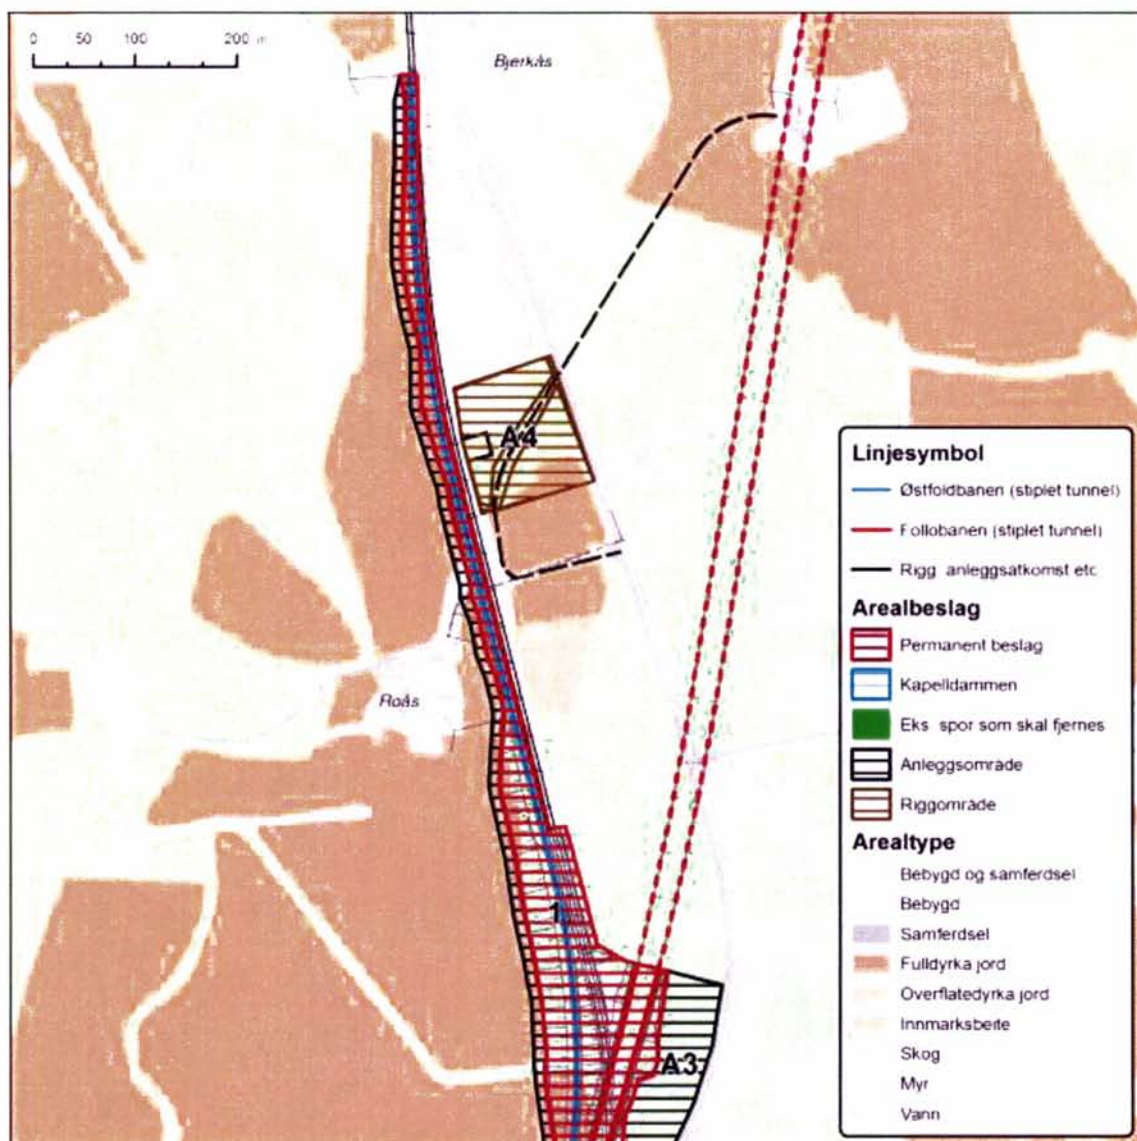 0 50 100 200 m
Bjerkås
A4
Roås
1
A3
Linjesymbol
Østfoldbanen (stiplet tunnel)
Follobanen (stiplet tunnel)
Rigg anleggsatkomst etc
Arealbeslag
Permanent beslag
Kapelldammen
Eks spor som skal fjernes
Anleggsområde
Riggområde
Arealtype
Bebygd og samferdsel
Bebygd
Samferdsel
Fulldyrka jord
Overflatedyrka jord
Innmarksbeite
Skog
Myr
Vann